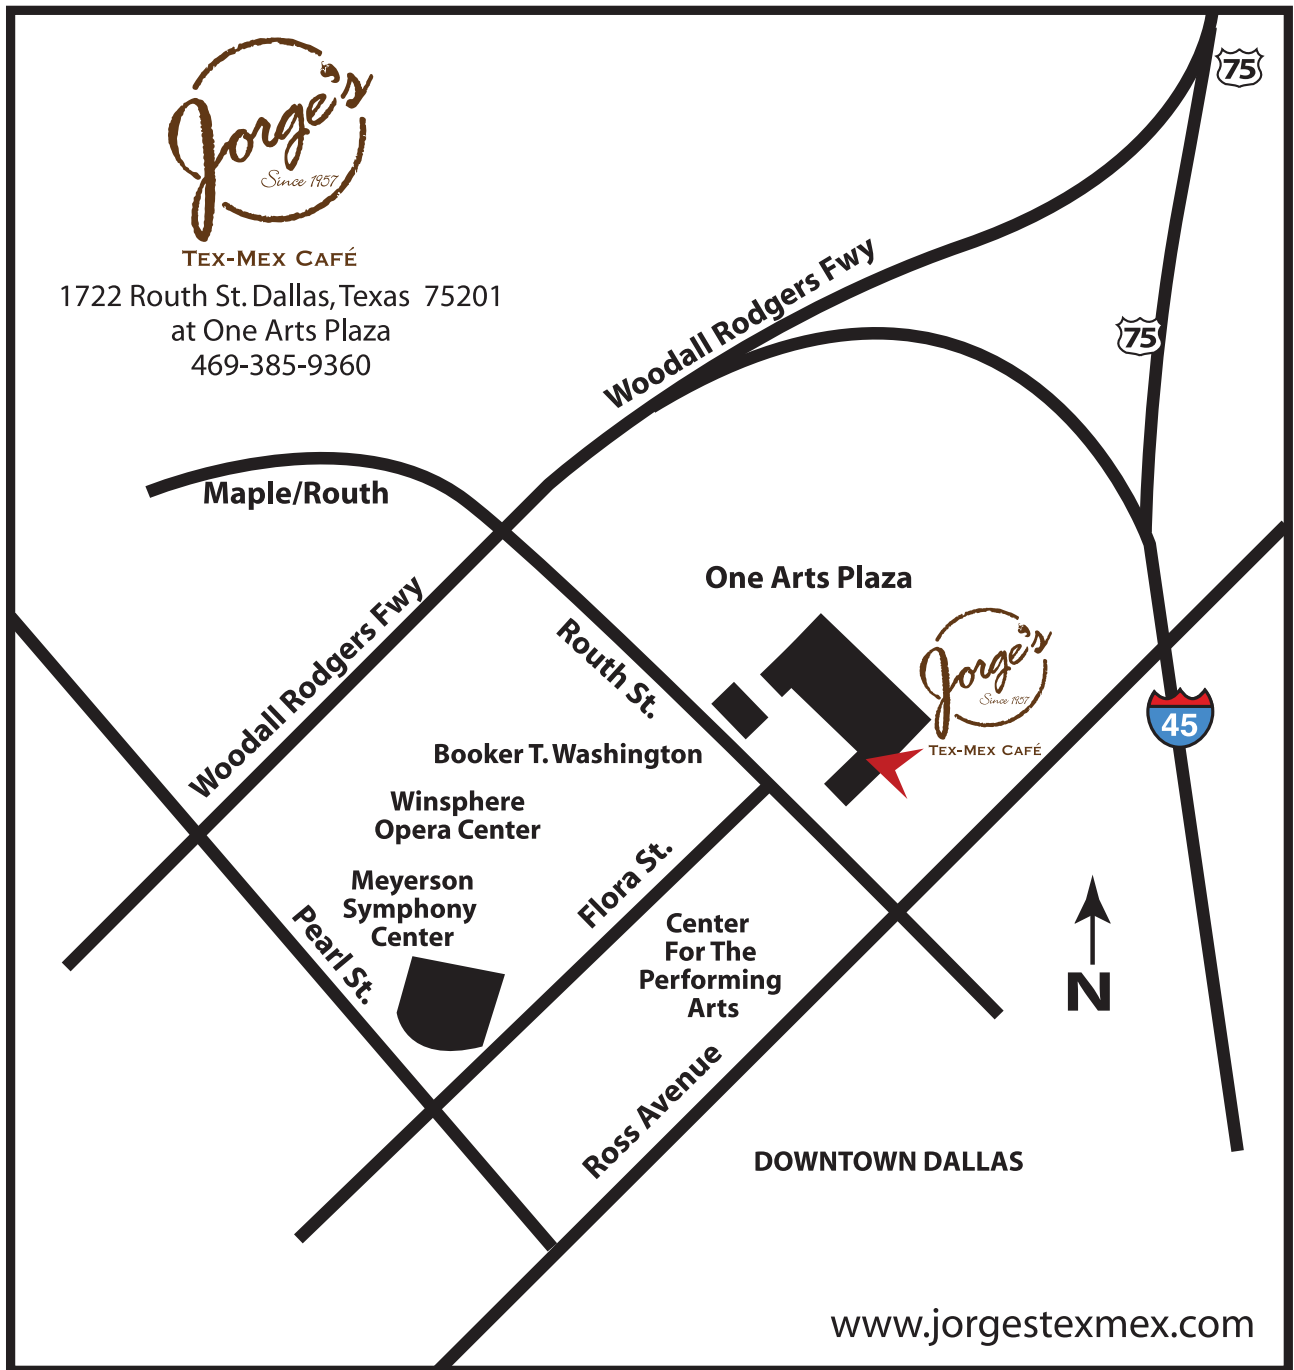 Jorge's
Since 1957
TEX-MEX CAFÉ
1722 Routh St. Dallas, Texas 75201
at One Arts Plaza
469-385-9360
75
75
Woodall Rodgers Fwy
Maple/Routh
One Arts Plaza
Woodall Rodgers Fwy
Routh St.
Jorge's
Since 1957
TEX-MEX CAFÉ
45
Booker T. Washington
Winsphere
Opera Center
Meyerson
Symphony
Center
Flora St.
Pearl St.
Center
For The
Performing
Arts
N
Ross Avenue
DOWNTOWN DALLAS
www.jorgestexmex.com